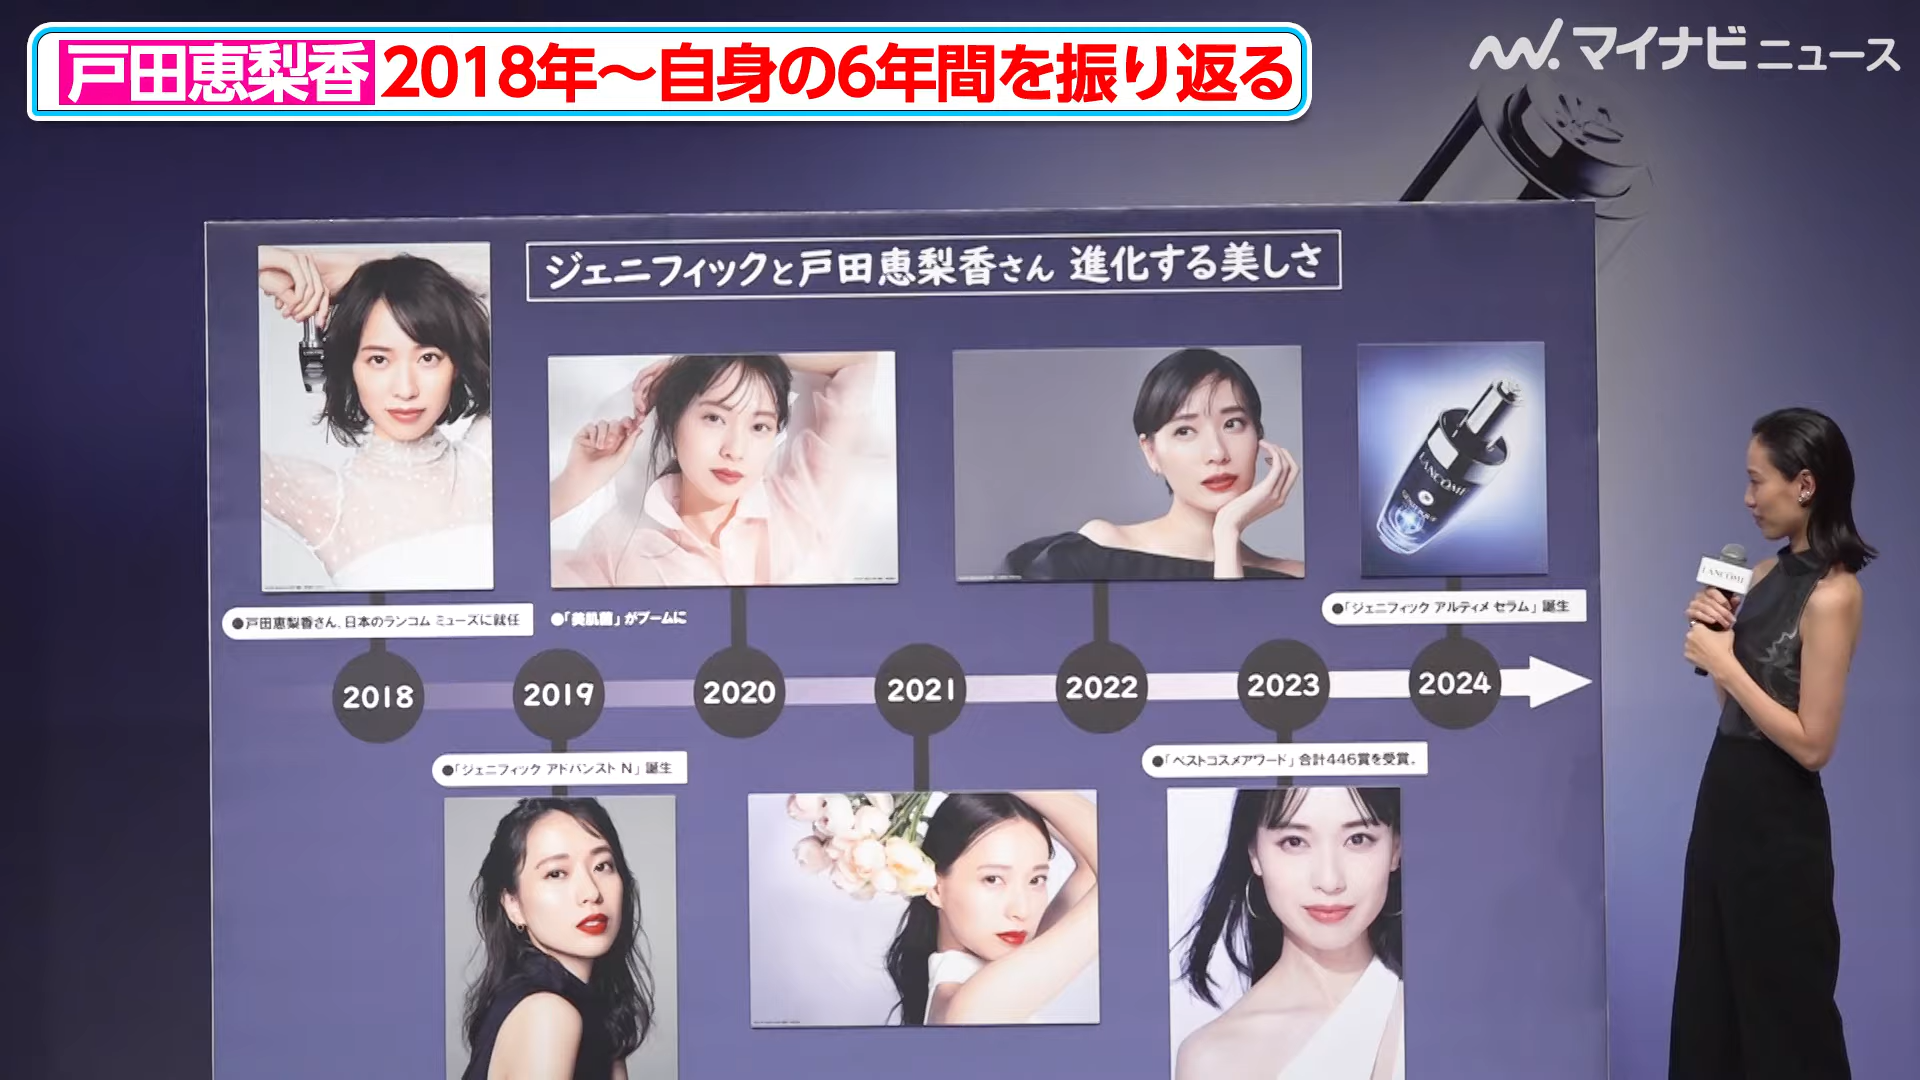 戸田恵梨香 2018年～自身の6年間を振り返る
マイナビニュース
ジェニフィックと戸田恵梨香さん 進化する美しさ
●戸田恵梨香さん、日本のランコム ミューズに就任
●「美肌菌」がブームに
●「ジェニフィック アルティメ セラム」誕生
LANCÔME
LANCÔME
2018
2019
2020
2021
2022
2023
2024
●「ジェニフィック アドバンスト N」誕生
●「ベストコスメアワード」合計446賞を受賞。